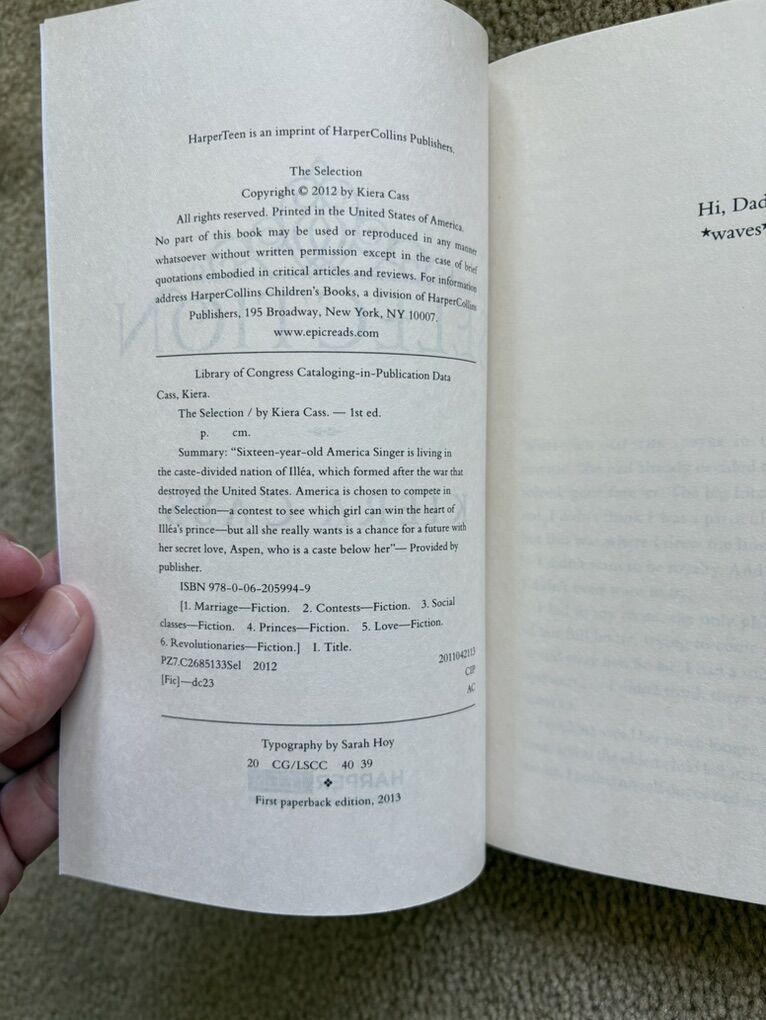 HarperTeen is an imprint of HarperCollins Publishers.
The Selection
Copyright © 2012 by Kiera Cass
All rights reserved. Printed in the United States of America.
No part of this book may be used or reproduced in any manner
whatsoever without written permission except in the case of brief
quotations embodied in critical articles and reviews. For information
address HarperCollins Children's Books, a division of HarperCollins
Publishers, 195 Broadway, New York, NY 10007.
www.epicreads.com
Library of Congress Cataloging-in-Publication Data
Cass, Kiera.
The Selection / by Kiera Cass. — 1st ed.
p. cm.
Summary: "Sixteen-year-old America Singer is living in
the caste-divided nation of Illéa, which formed after the war that
destroyed the United States. America is chosen to compete in
the Selection—a contest to see which girl can win the heart of
Illéa's prince—but all she really wants is a chance for a future with
her secret love, Aspen, who is a caste below her"— Provided by
publisher.
ISBN 978-0-06-205994-9
[1. Marriage—Fiction. 2. Contests—Fiction. 3. Social
classes—Fiction. 4. Princes—Fiction. 5. Love—Fiction.
6. Revolutionaries—Fiction.] I. Title.
PZ7.C2685133Sel 2012 2011042113
[Fic]—dc23 CIP
AC
Typography by Sarah Hoy
20 CG/LSCC 40 39
❖
First paperback edition, 2013
Hi, Dad
*waves*